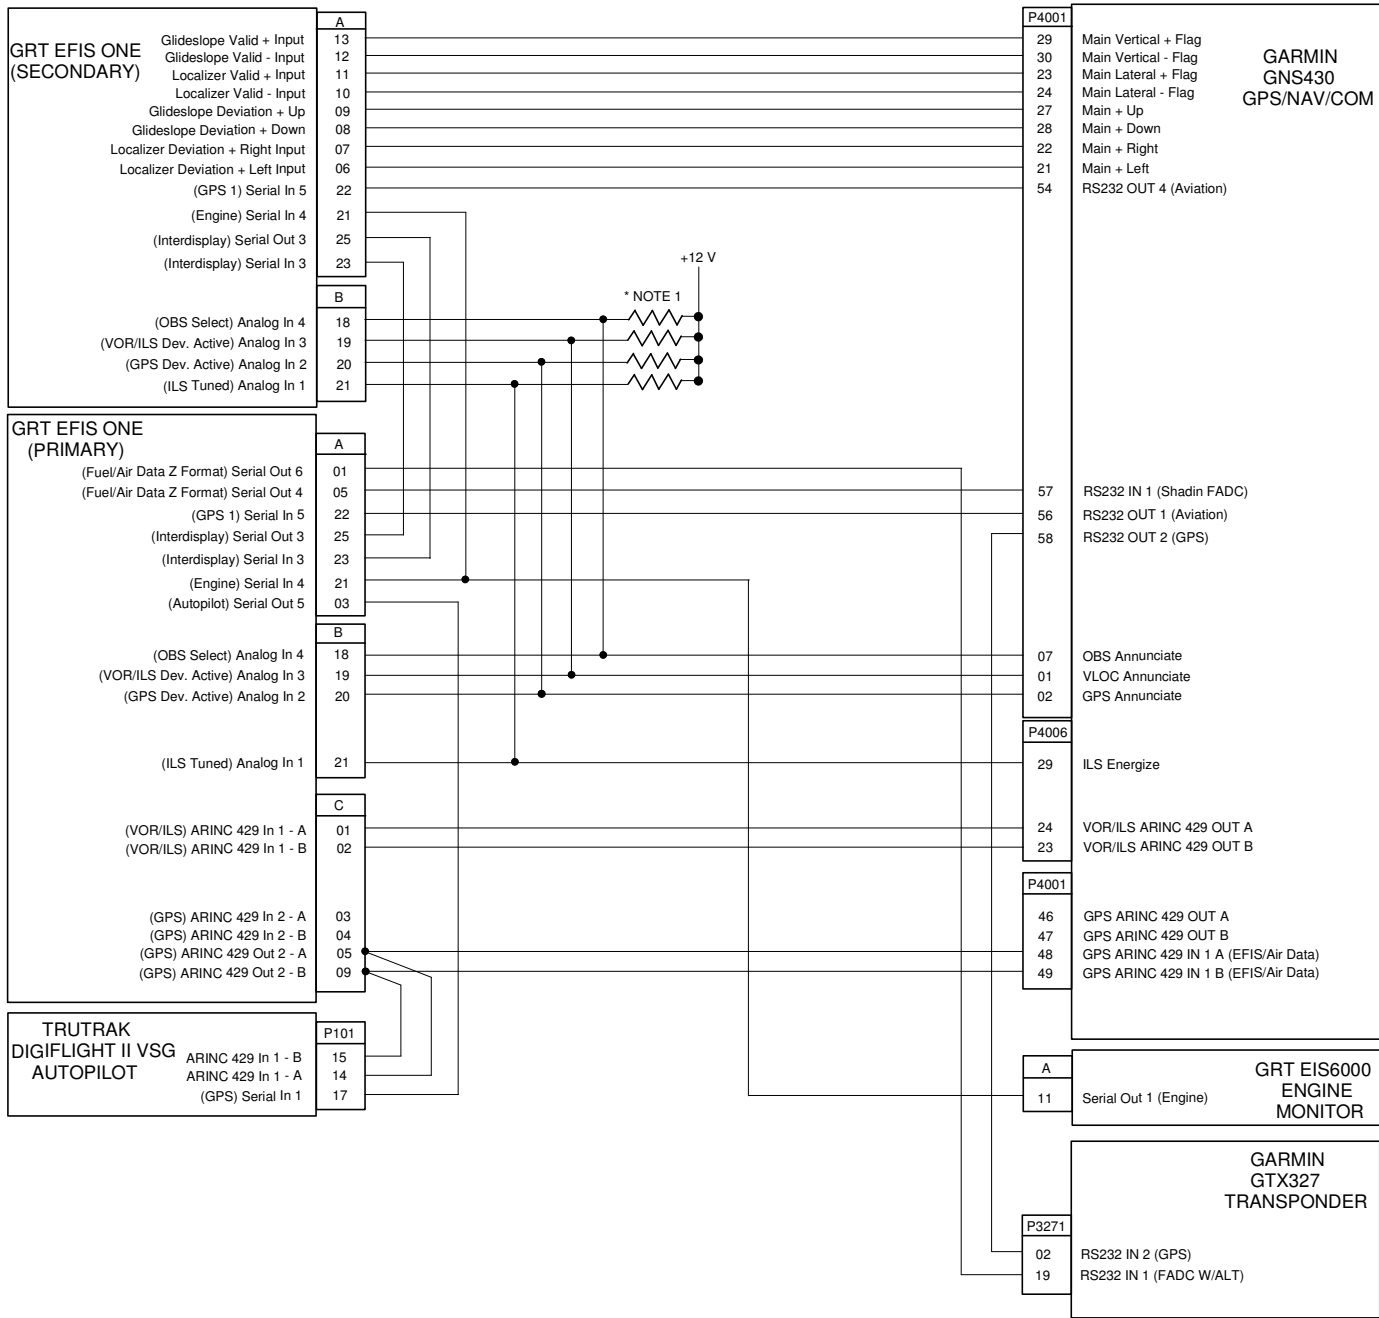 GRT EFIS ONE
(SECONDARY)
A
Glideslope Valid + Input 13
Glideslope Valid - Input 12
Localizer Valid + Input 11
Localizer Valid - Input 10
Glideslope Deviation + Up 09
Glideslope Deviation + Down 08
Localizer Deviation + Right Input 07
Localizer Deviation + Left Input 06
(GPS 1) Serial In 5 22
(Engine) Serial In 4 21
(Interdisplay) Serial Out 3 25
(Interdisplay) Serial In 3 23
B
(OBS Select) Analog In 4 18
(VOR/ILS Dev. Active) Analog In 3 19
(GPS Dev. Active) Analog In 2 20
(ILS Tuned) Analog In 1 21
+12 V
* NOTE 1
GRT EFIS ONE
(PRIMARY)
A
(Fuel/Air Data Z Format) Serial Out 6 01
(Fuel/Air Data Z Format) Serial Out 4 05
(GPS 1) Serial In 5 22
(Interdisplay) Serial Out 3 25
(Interdisplay) Serial In 3 23
(Engine) Serial In 4 21
(Autopilot) Serial Out 5 03
B
(OBS Select) Analog In 4 18
(VOR/ILS Dev. Active) Analog In 3 19
(GPS Dev. Active) Analog In 2 20
(ILS Tuned) Analog In 1 21
C
(VOR/ILS) ARINC 429 In 1 - A 01
(VOR/ILS) ARINC 429 In 1 - B 02
(GPS) ARINC 429 In 2 - A 03
(GPS) ARINC 429 In 2 - B 04
(GPS) ARINC 429 Out 2 - A 05
(GPS) ARINC 429 Out 2 - B 09
TRUTRAK
DIGIFLIGHT II VSG
AUTOPILOT
P101
ARINC 429 In 1 - B 15
ARINC 429 In 1 - A 14
(GPS) Serial In 1 17
P4001
GARMIN
GNS430
GPS/NAV/COM
29 Main Vertical + Flag
30 Main Vertical - Flag
23 Main Lateral + Flag
24 Main Lateral - Flag
27 Main + Up
28 Main + Down
22 Main + Right
21 Main + Left
54 RS232 OUT 4 (Aviation)
57 RS232 IN 1 (Shadin FADC)
56 RS232 OUT 1 (Aviation)
58 RS232 OUT 2 (GPS)
07 OBS Annunciate
01 VLOC Annunciate
02 GPS Annunciate
P4006
29 ILS Energize
24 VOR/ILS ARINC 429 OUT A
23 VOR/ILS ARINC 429 OUT B
P4001
46 GPS ARINC 429 OUT A
47 GPS ARINC 429 OUT B
48 GPS ARINC 429 IN 1 A (EFIS/Air Data)
49 GPS ARINC 429 IN 1 B (EFIS/Air Data)
A
GRT EIS6000
ENGINE
MONITOR
11 Serial Out 1 (Engine)
GARMIN
GTX327
TRANSPONDER
P3271
02 RS232 IN 2 (GPS)
19 RS232 IN 1 (FADC W/ALT)